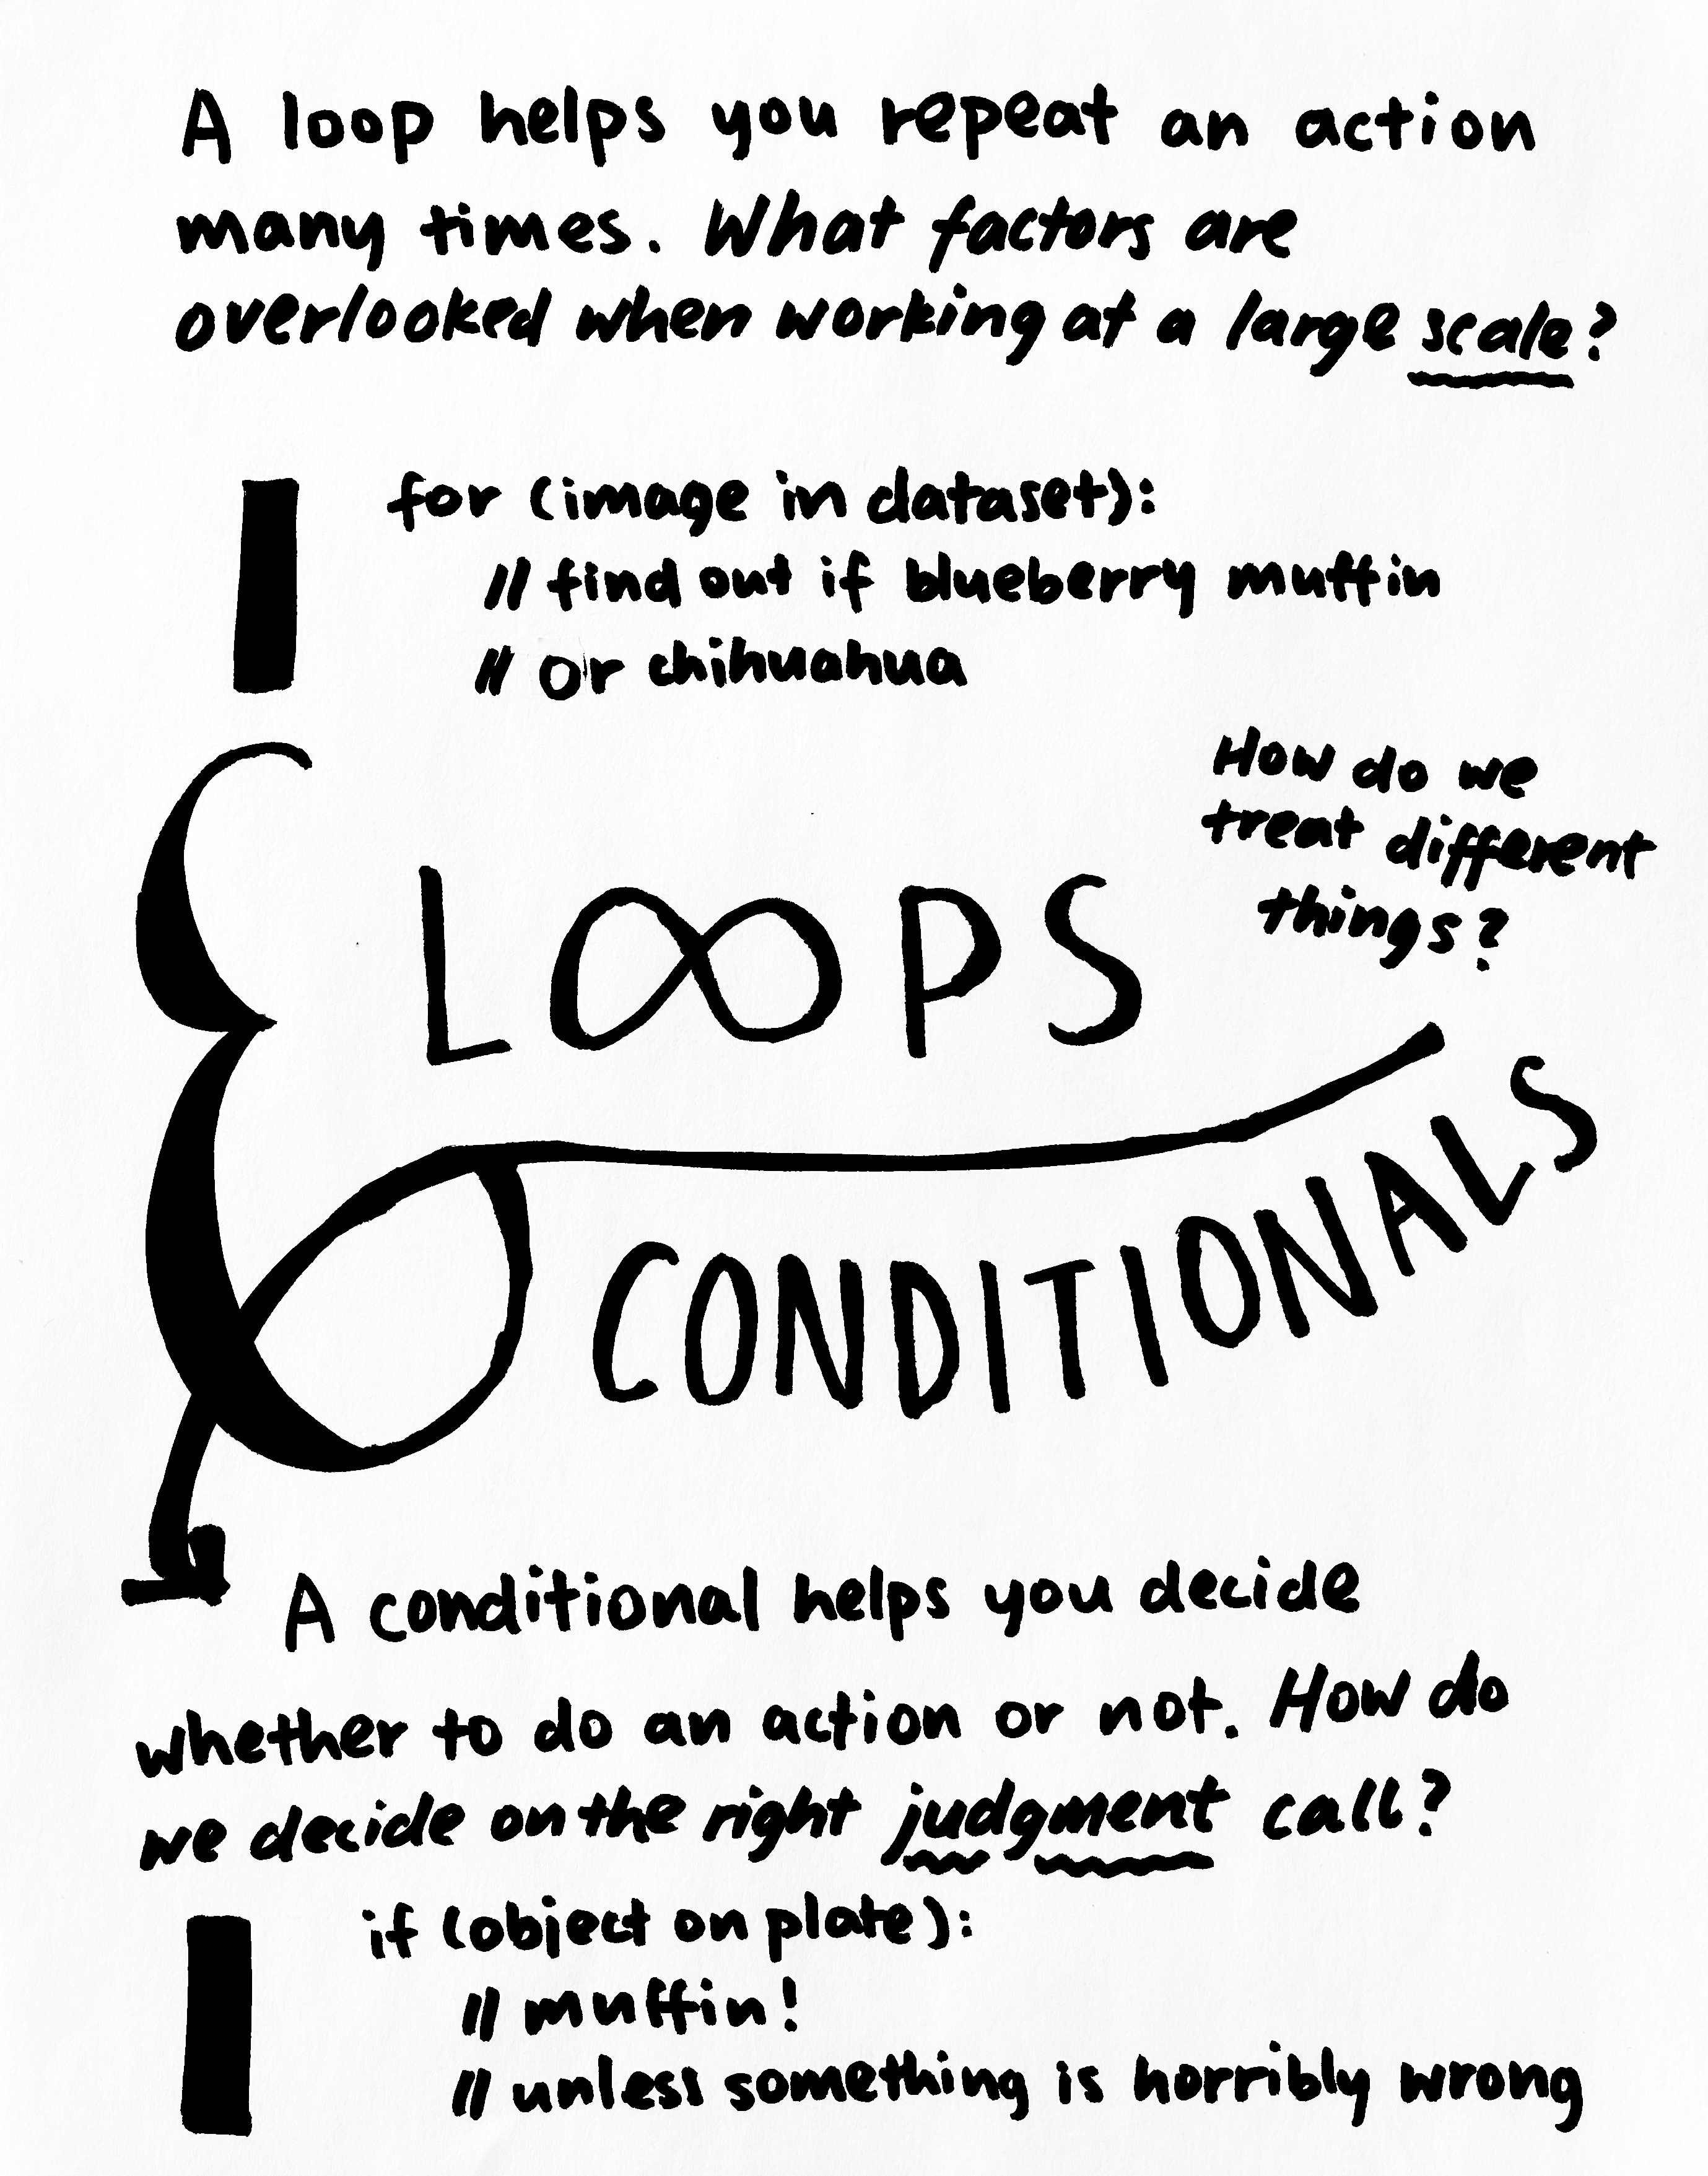 A loop helps you repeat an action
many times. What factors are
overlooked when working at a large scale?
for (image in dataset):
// find out if blueberry muffin
// or chihuahua
How do we
treat different
things?
LOOPS
CONDITIONALS
A conditional helps you decide
whether to do an action or not. How do
we decide on the right judgment call?
if (object on plate):
// muffin!
// unless something is horribly wrong